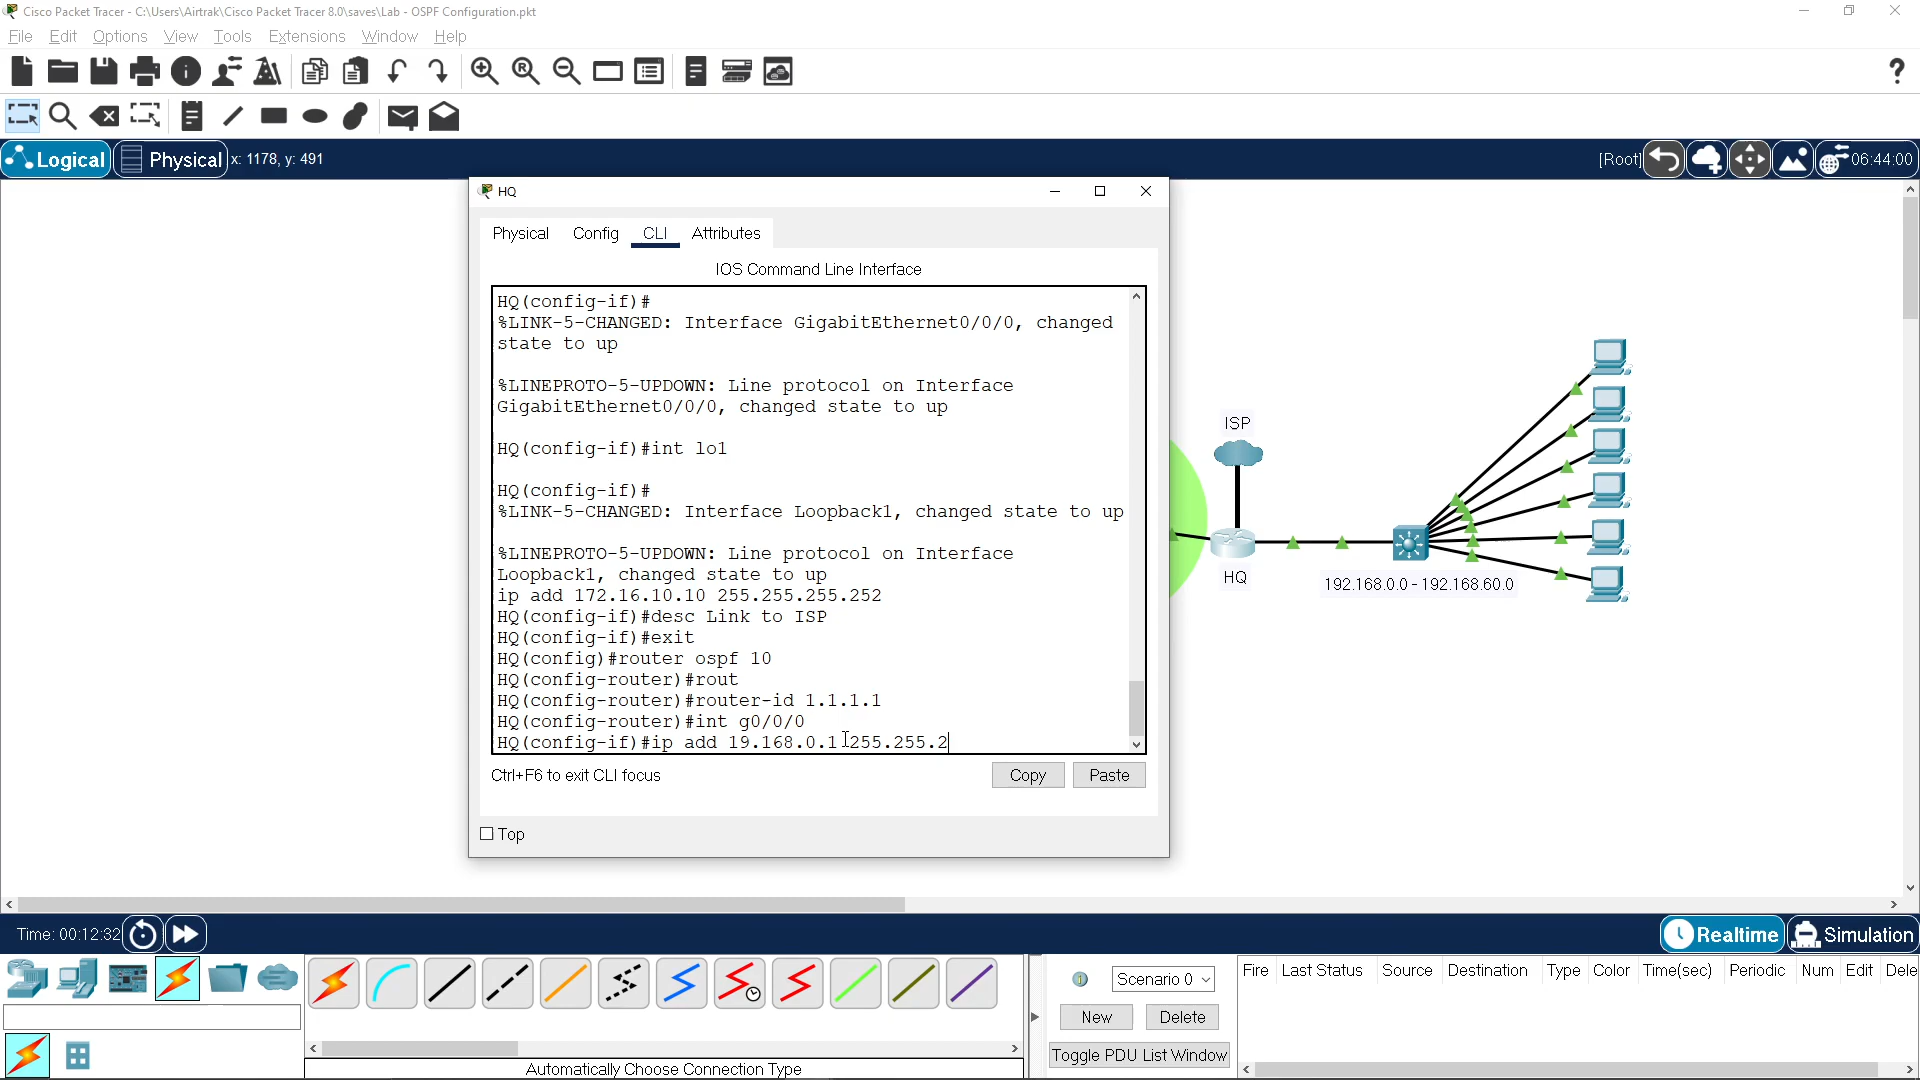 Cisco Packet Tracer - C:\Users\Airtrak\Cisco Packet Tracer 8.0\saves\Lab - OSPF Configuration.pkt
File Edit Options View Tools Extensions Window Help
Logical Physical x: 1178, y: 491 [Root] 06:44:00
HQ
Physical Config CLI Attributes
IOS Command Line Interface
HQ(config-if)#
%LINK-5-CHANGED: Interface GigabitEthernet0/0/0, changed
state to up
%LINEPROTO-5-UPDOWN: Line protocol on Interface
GigabitEthernet0/0/0, changed state to up
HQ(config-if)#int lo1
HQ(config-if)#
%LINK-5-CHANGED: Interface Loopback1, changed state to up
%LINEPROTO-5-UPDOWN: Line protocol on Interface
Loopback1, changed state to up
ip add 172.16.10.10 255.255.255.252
HQ(config-if)#desc Link to ISP
HQ(config-if)#exit
HQ(config)#router ospf 10
HQ(config-router)#rout
HQ(config-router)#router-id 1.1.1.1
HQ(config-router)#int g0/0/0
HQ(config-if)#ip add 19.168.0.1 255.255.2
Ctrl+F6 to exit CLI focus Copy Paste
Top
ISP
HQ
192.168.0.0 - 192.168.60.0
Time: 00:12:32 Realtime Simulation
Scenario 0
New Delete
Toggle PDU List Window
Fire Last Status Source Destination Type Color Time(sec) Periodic Num Edit Dele
Automatically Choose Connection Type